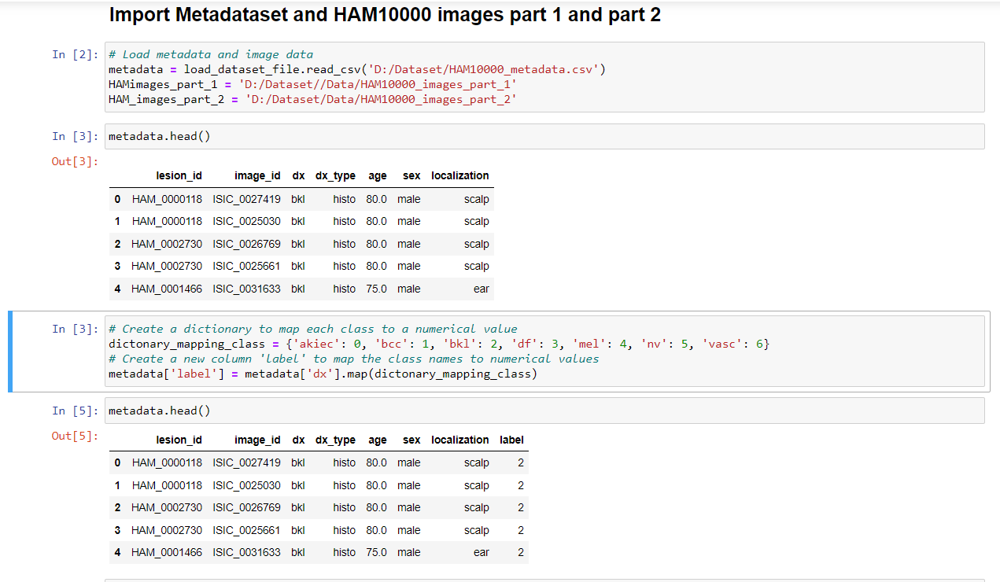 Import Metadataset and HAM10000 images part 1 and part 2
In [2]: # Load metadata and image data
metadata = load_dataset_file.read_csv('D:/Dataset/HAM10000_metadata.csv')
HAMimages_part_1 = 'D:/Dataset//Data/HAM10000_images_part_1'
HAM_images_part_2 = 'D:/Dataset/Data/HAM10000_images_part_2'
In [3]: metadata.head()
Out[3]:
lesion_id image_id dx dx_type age sex localization
0 HAM_0000118 ISIC_0027419 bkl histo 80.0 male scalp
1 HAM_0000118 ISIC_0025030 bkl histo 80.0 male scalp
2 HAM_0002730 ISIC_0026769 bkl histo 80.0 male scalp
3 HAM_0002730 ISIC_0025661 bkl histo 80.0 male scalp
4 HAM_0001466 ISIC_0031633 bkl histo 75.0 male ear
In [3]: # Create a dictionary to map each class to a numerical value
dictonary_mapping_class = {'akiec': 0, 'bcc': 1, 'bkl': 2, 'df': 3, 'mel': 4, 'nv': 5, 'vasc': 6}
# Create a new column 'label' to map the class names to numerical values
metadata['label'] = metadata['dx'].map(dictonary_mapping_class)
In [5]: metadata.head()
Out[5]:
lesion_id image_id dx dx_type age sex localization label
0 HAM_0000118 ISIC_0027419 bkl histo 80.0 male scalp 2
1 HAM_0000118 ISIC_0025030 bkl histo 80.0 male scalp 2
2 HAM_0002730 ISIC_0026769 bkl histo 80.0 male scalp 2
3 HAM_0002730 ISIC_0025661 bkl histo 80.0 male scalp 2
4 HAM_0001466 ISIC_0031633 bkl histo 75.0 male ear 2